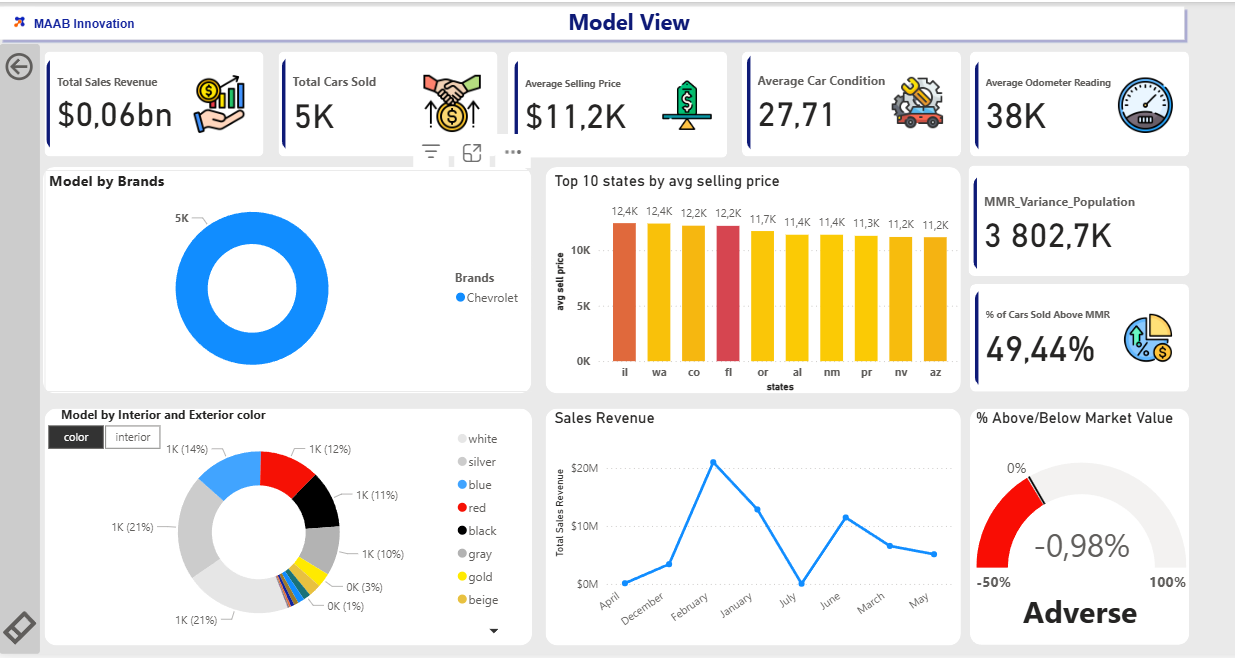 MAAB Innovation
Model View
Total Sales Revenue
$0,06bn
Total Cars Sold
5K
Average Selling Price
$11,2K
Average Car Condition
27,71
Average Odometer Reading
38K
Model by Brands
5K
Brands
Chevrolet
Top 10 states by avg selling price
avg sell price
10K
5K
0K
12,4K 12,4K 12,2K 12,2K 11,7K 11,4K 11,4K 11,3K 11,2K 11,2K
il wa co fl or al nm pr nv az
states
MMR_Variance_Population
3 802,7K
% of Cars Sold Above MMR
49,44%
Model by Interior and Exterior color
color interior
1K (14%)
1K (12%)
1K (11%)
1K (10%)
0K (3%)
0K (1%)
1K (21%)
1K (21%)
white
silver
blue
red
black
gray
gold
beige
Sales Revenue
Total Sales Revenue
$20M
$10M
$0M
April December February January July June March May
% Above/Below Market Value
0%
-0,98%
-50% 100%
Adverse